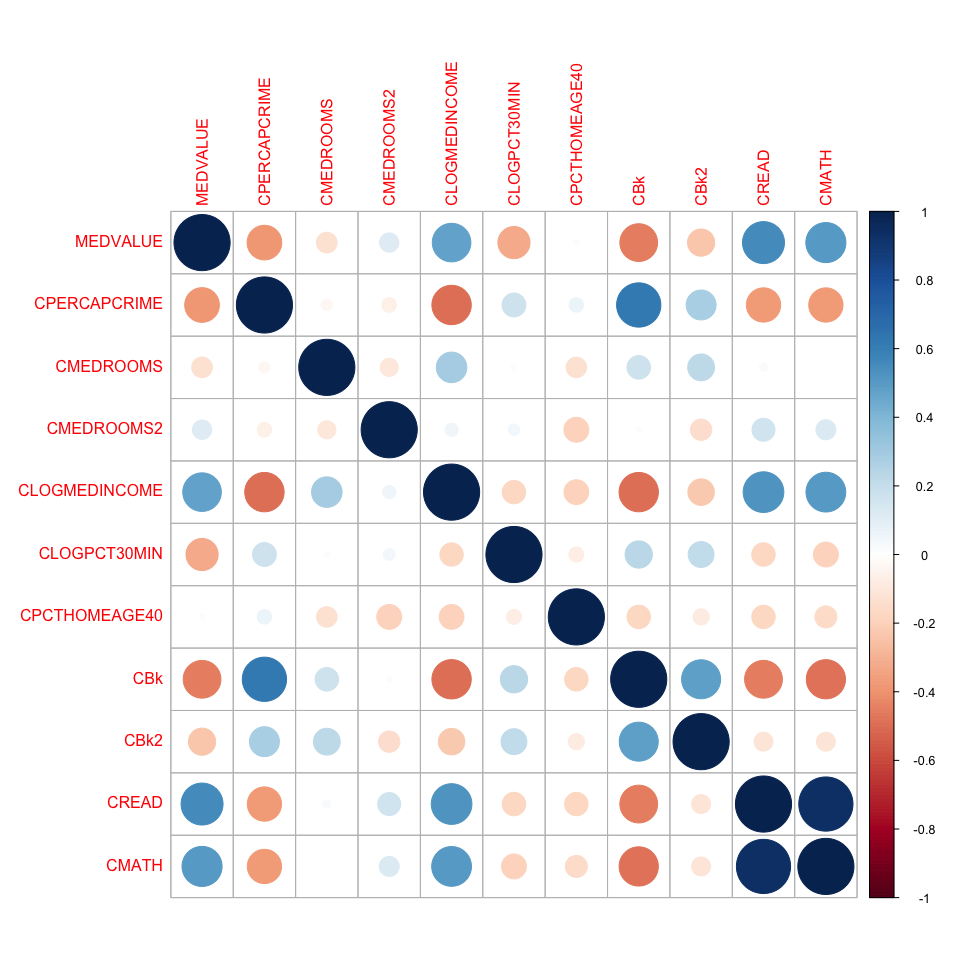 MEDVALUE
CPERCAPCRIME
CMEDROOMS
CMEDROOMS2
CLOGMEDINCOME
CLOGPCT30MIN
CPCTHOMEAGE40
CBk
CBk2
CREAD
CMATH
MEDVALUE
CPERCAPCRIME
CMEDROOMS
CMEDROOMS2
CLOGMEDINCOME
CLOGPCT30MIN
CPCTHOMEAGE40
CBk
CBk2
CREAD
CMATH
1
0.8
0.6
0.4
0.2
0
-0.2
-0.4
-0.6
-0.8
-1